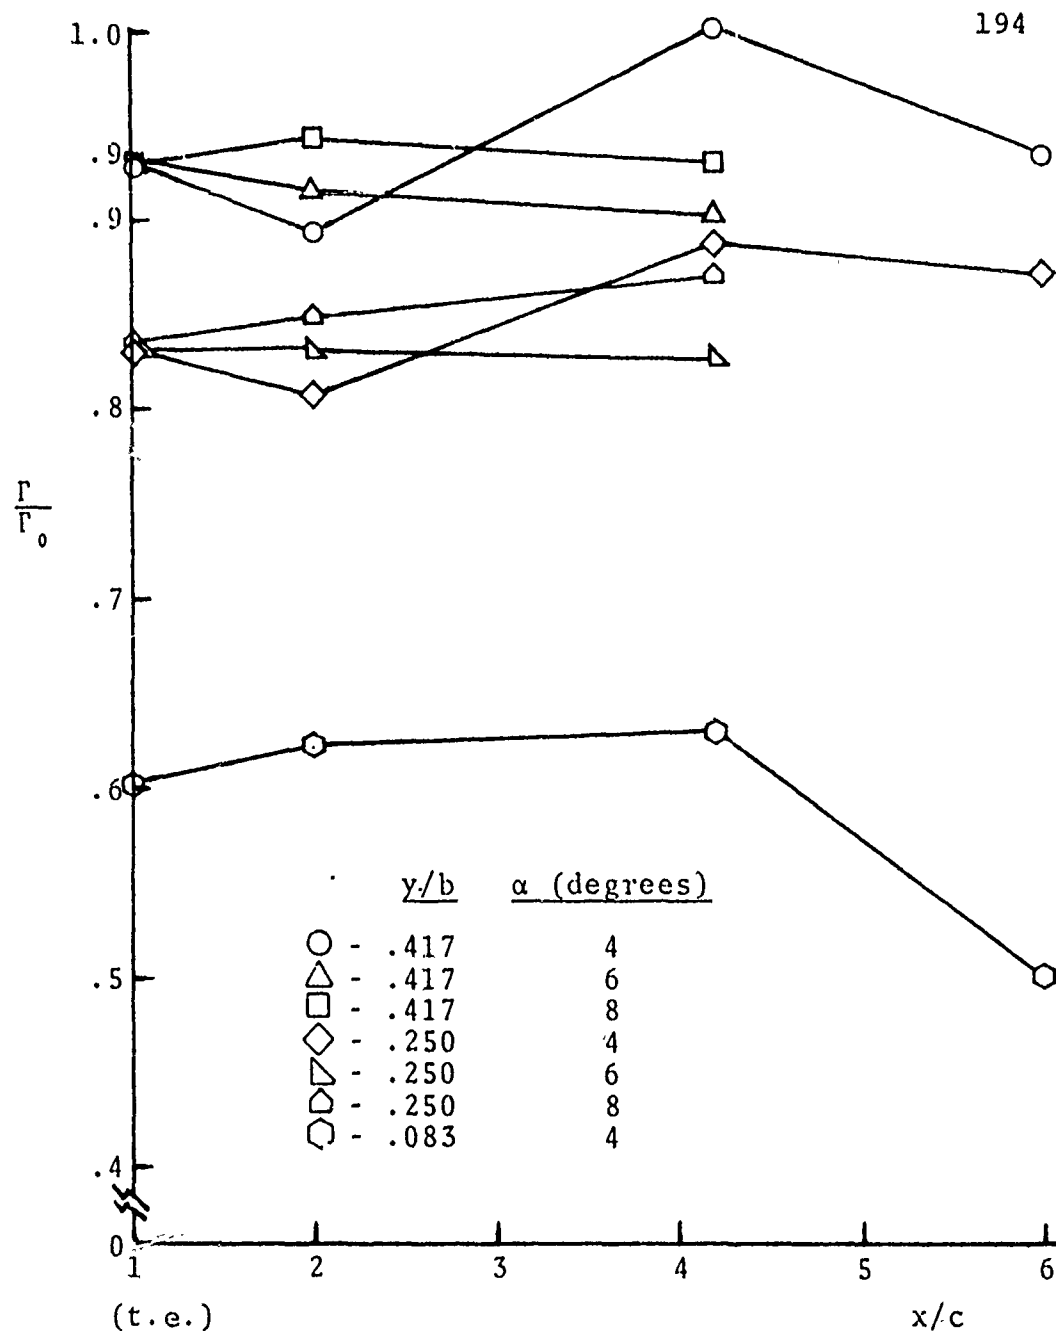 194
1.0
.9
.9
.8
Γ
Γ₀
.7
.6
y/b α (degrees)
○ - .417 4
△ - .417 6
□ - .417 8
◇ - .250 4
◺ - .250 6
⌂ - .250 8
⬡ - .083 4
.5
.4
0
1 2 3 4 5 6
(t.e.) x/c